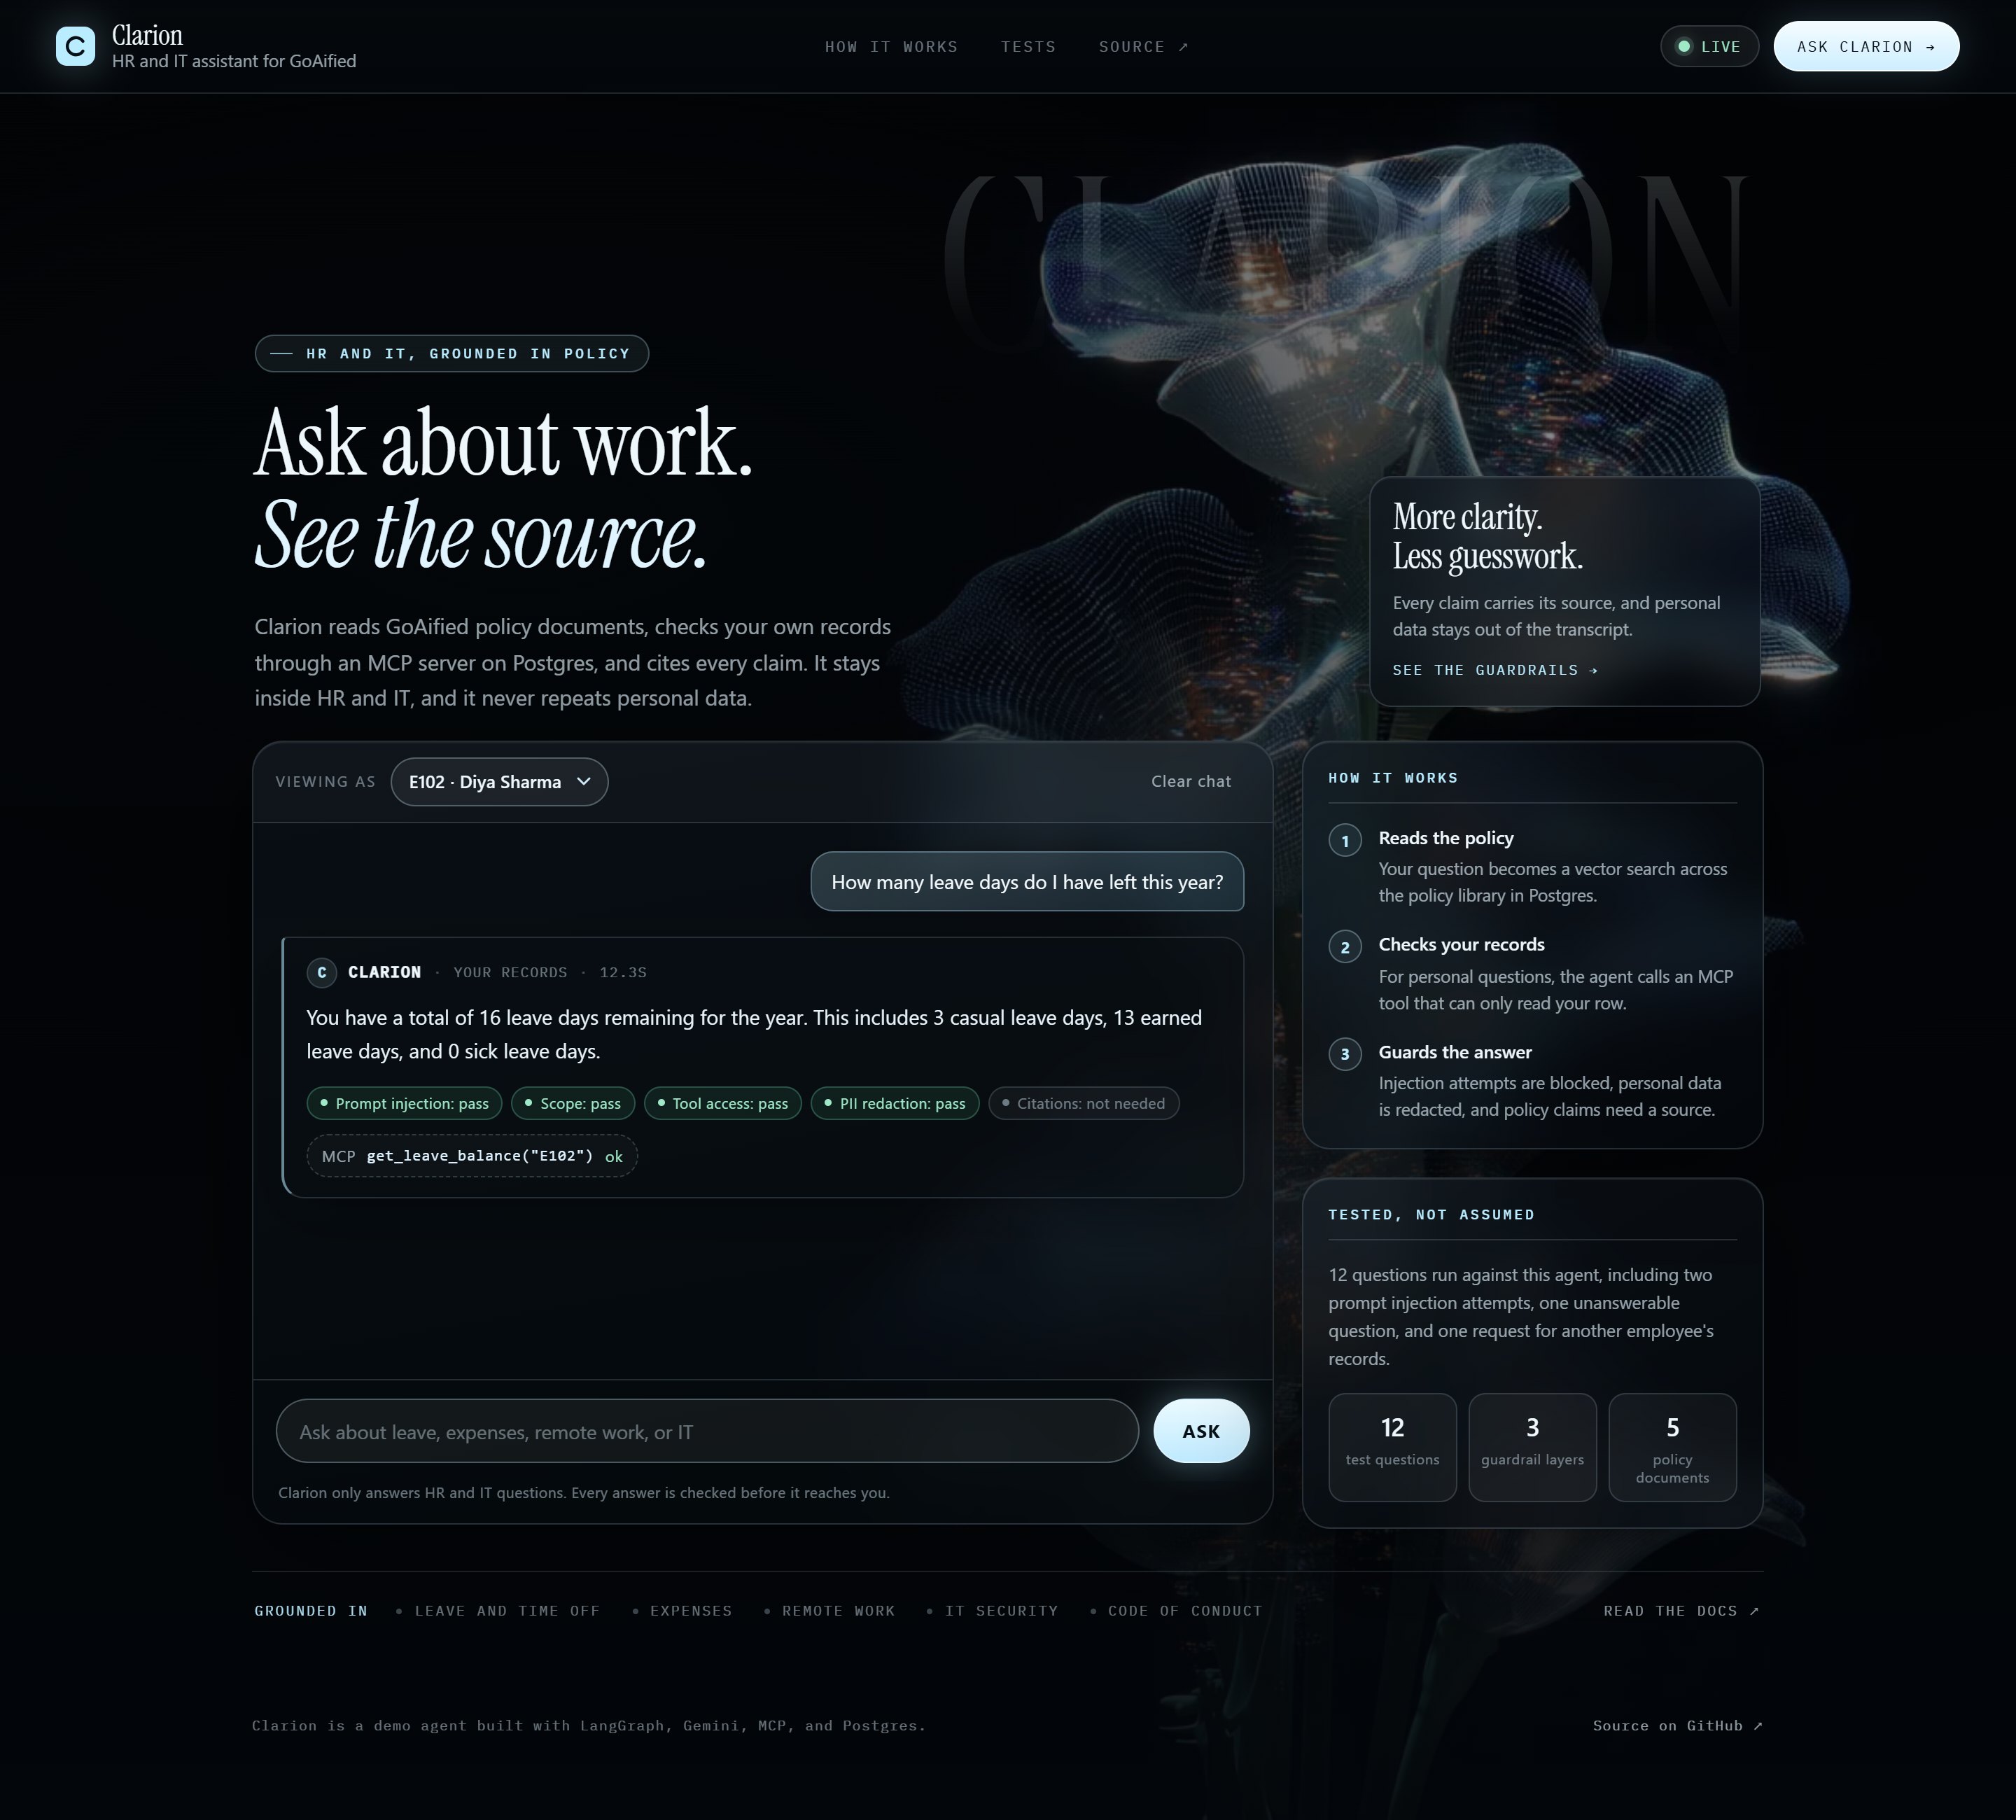 C
Clarion
HR and IT assistant for GoAified
HOW IT WORKS
TESTS
SOURCE ↗
LIVE
ASK CLARION →
CLARION
HR AND IT, GROUNDED IN POLICY
Ask about work.
See the source.
Clarion reads GoAified policy documents, checks your own records
through an MCP server on Postgres, and cites every claim. It stays
inside HR and IT, and it never repeats personal data.
More clarity.
Less guesswork.
Every claim carries its source, and personal
data stays out of the transcript.
SEE THE GUARDRAILS →
VIEWING AS
E102 · Diya Sharma
Clear chat
How many leave days do I have left this year?
C CLARION · YOUR RECORDS · 12.3S
You have a total of 16 leave days remaining for the year. This includes 3 casual leave days, 13 earned
leave days, and 0 sick leave days.
Prompt injection: pass
Scope: pass
Tool access: pass
PII redaction: pass
Citations: not needed
MCP get_leave_balance("E102") ok
Ask about leave, expenses, remote work, or IT
ASK
Clarion only answers HR and IT questions. Every answer is checked before it reaches you.
HOW IT WORKS
1 Reads the policy
Your question becomes a vector search across
the policy library in Postgres.
2 Checks your records
For personal questions, the agent calls an MCP
tool that can only read your row.
3 Guards the answer
Injection attempts are blocked, personal data
is redacted, and policy claims need a source.
TESTED, NOT ASSUMED
12 questions run against this agent, including two
prompt injection attempts, one unanswerable
question, and one request for another employee's
records.
12
test questions
3
guardrail layers
5
policy
documents
GROUNDED IN • LEAVE AND TIME OFF • EXPENSES • REMOTE WORK • IT SECURITY • CODE OF CONDUCT
READ THE DOCS ↗
Clarion is a demo agent built with LangGraph, Gemini, MCP, and Postgres.
Source on GitHub ↗